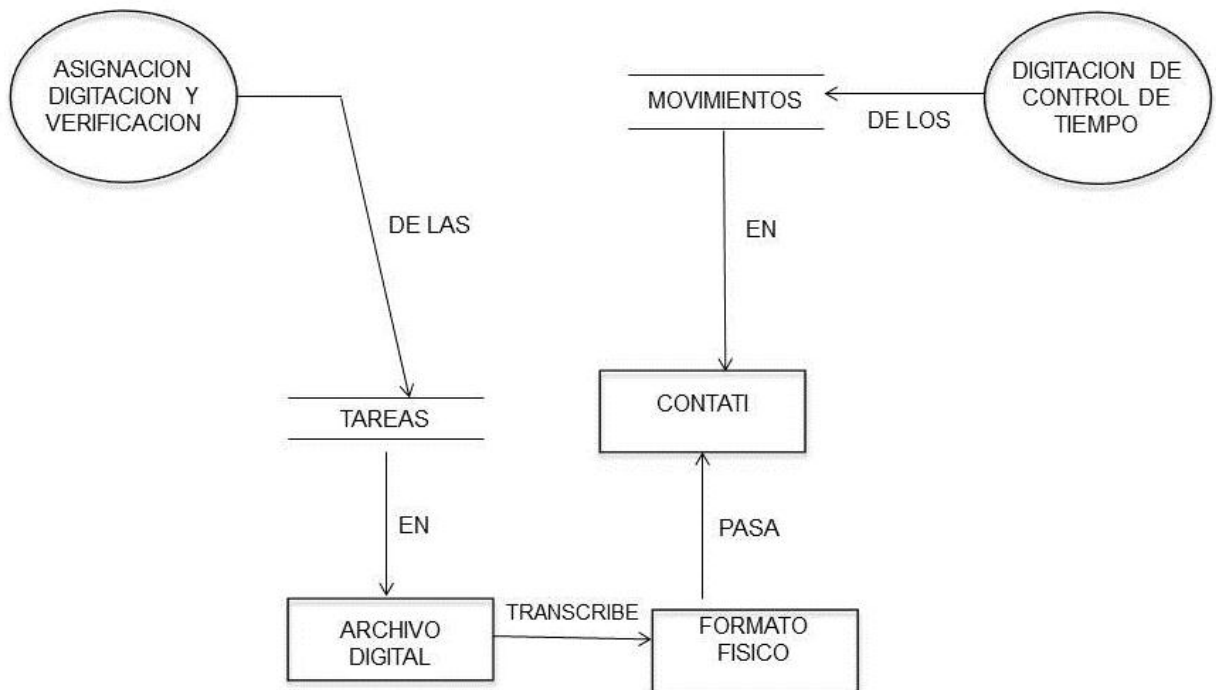 ASIGNACION
DIGITACION Y
VERIFICACION
MOVIMIENTOS
DE LOS
DIGITACION DE
CONTROL DE
TIEMPO
DE LAS
EN
TAREAS
CONTATI
EN
PASA
ARCHIVO
DIGITAL
TRANSCRIBE
FORMATO
FISICO